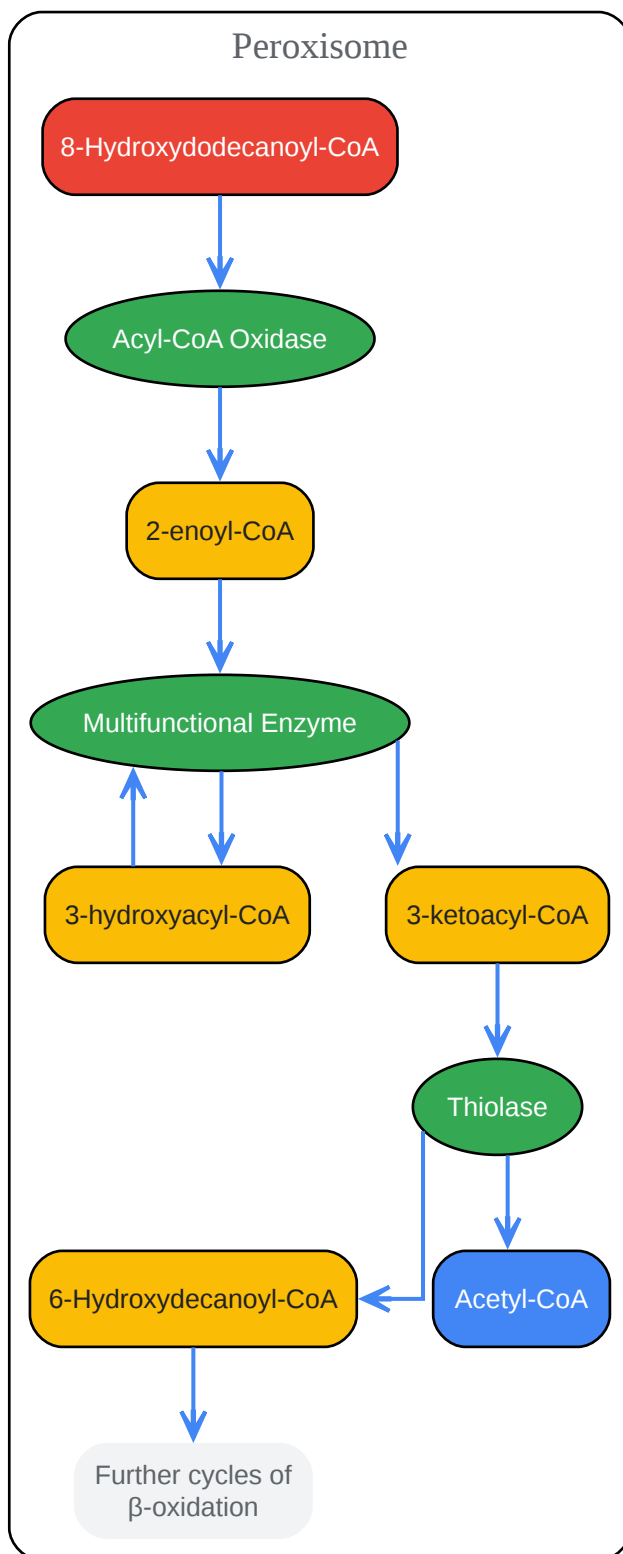 Peroxisome
8-Hydroxydodecanoyl-CoA
Acyl-CoA Oxidase
2-enoyl-CoA
Multifunctional Enzyme
3-hydroxyacyl-CoA
3-ketoacyl-CoA
Thiolase
6-Hydroxydecanoyl-CoA
Acetyl-CoA
Further cycles of
β-oxidation